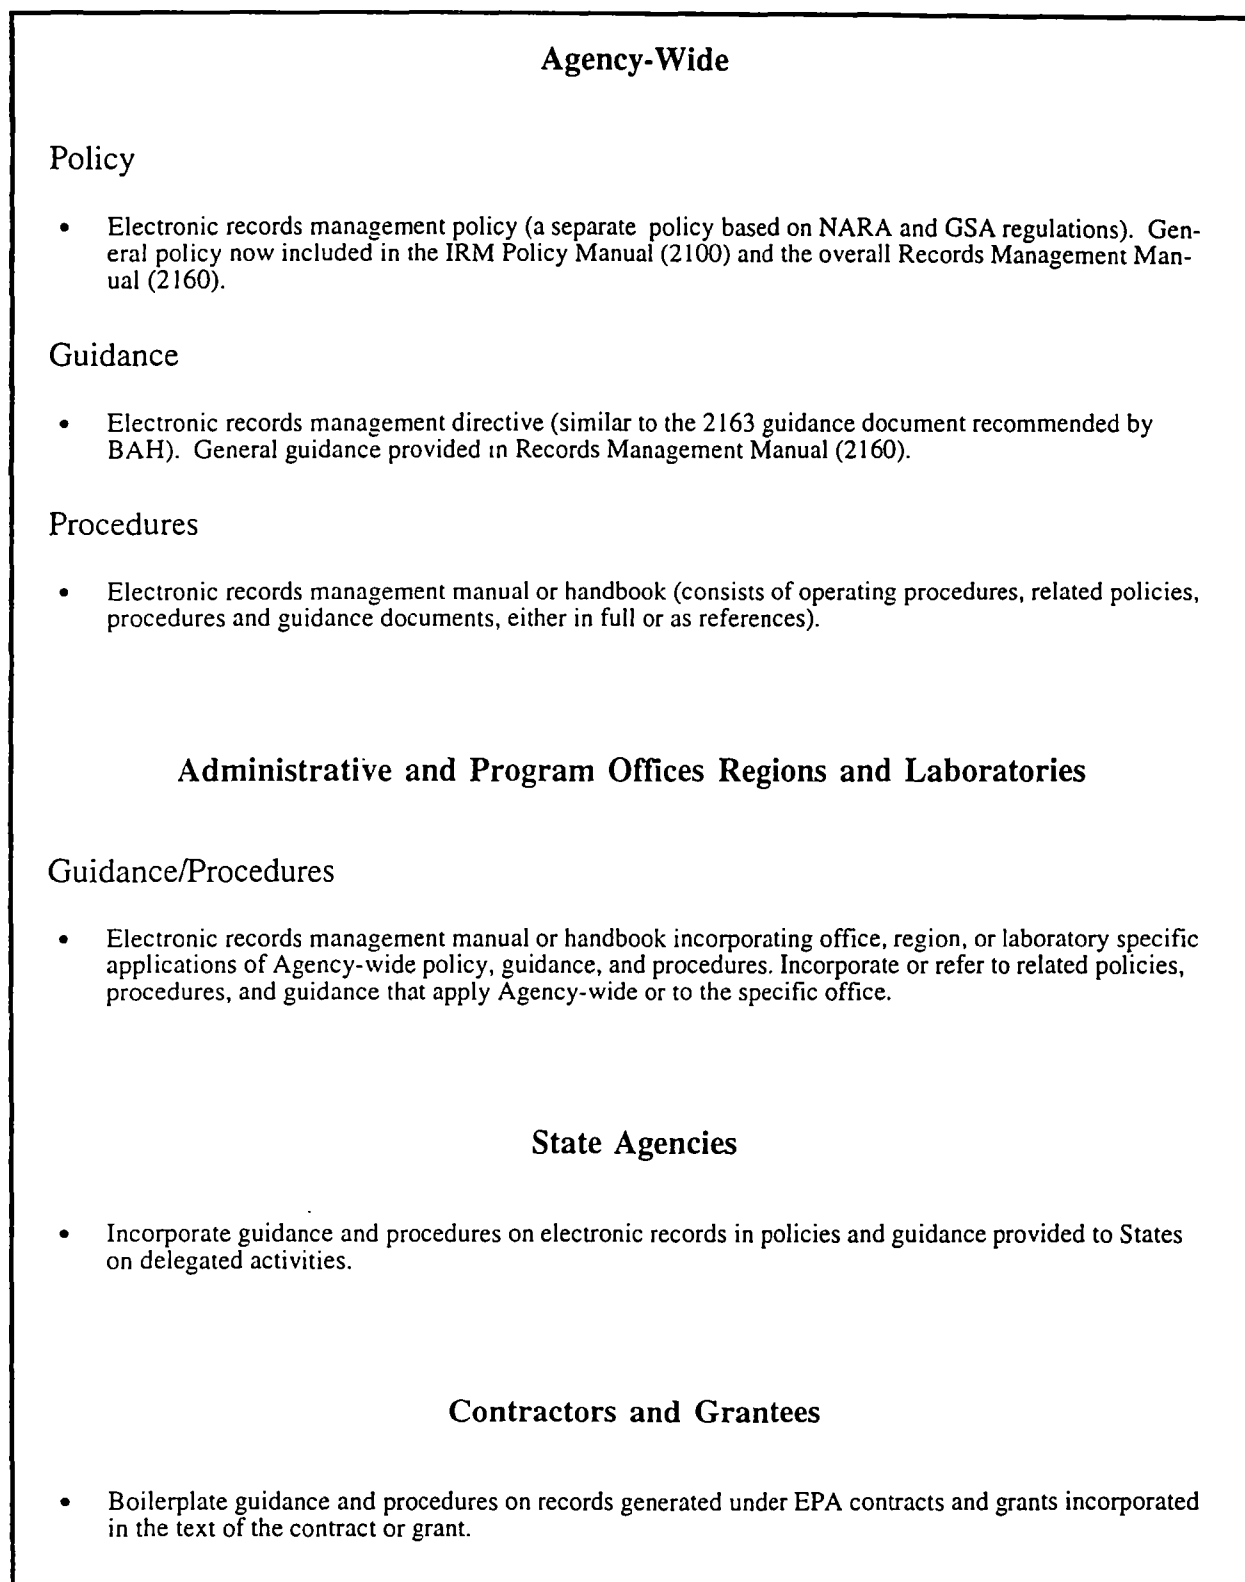 Agency-Wide
Policy
• Electronic records management policy (a separate policy based on NARA and GSA regulations). Gen-
eral policy now included in the IRM Policy Manual (2100) and the overall Records Management Man-
ual (2160).
Guidance
• Electronic records management directive (similar to the 2163 guidance document recommended by
BAH). General guidance provided in Records Management Manual (2160).
Procedures
• Electronic records management manual or handbook (consists of operating procedures, related policies,
procedures and guidance documents, either in full or as references).
Administrative and Program Offices Regions and Laboratories
Guidance/Procedures
• Electronic records management manual or handbook incorporating office, region, or laboratory specific
applications of Agency-wide policy, guidance, and procedures. Incorporate or refer to related policies,
procedures, and guidance that apply Agency-wide or to the specific office.
State Agencies
• Incorporate guidance and procedures on electronic records in policies and guidance provided to States
on delegated activities.
Contractors and Grantees
• Boilerplate guidance and procedures on records generated under EPA contracts and grants incorporated
in the text of the contract or grant.